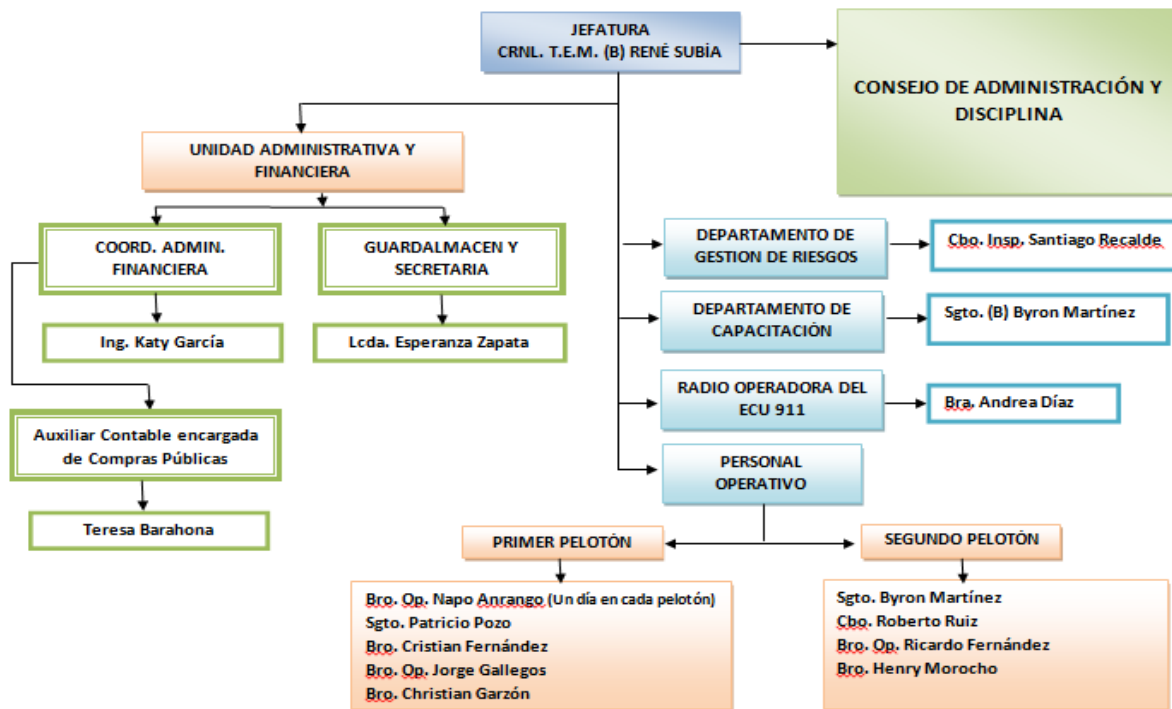 JEFATURA
CRNL. T.E.M. (B) RENÉ SUBÍA
CONSEJO DE ADMINISTRACIÓN Y
DISCIPLINA
UNIDAD ADMINISTRATIVA Y
FINANCIERA
COORD. ADMIN.
FINANCIERA
GUARDALMACEN Y
SECRETARIA
Ing. Katy García
Lcda. Esperanza Zapata
Auxiliar Contable encargada
de Compras Públicas
Teresa Barahona
DEPARTAMENTO DE
GESTION DE RIESGOS
Cbo. Insp. Santiago Recalde
DEPARTAMENTO DE
CAPACITACIÓN
Sgto. (B) Byron Martínez
RADIO OPERADORA DEL
ECU 911
Bra. Andrea Díaz
PERSONAL
OPERATIVO
PRIMER PELOTÓN
SEGUNDO PELOTÓN
Bro. Op. Napo Anrango (Un día en cada pelotón)
Sgto. Patricio Pozo
Bro. Cristian Fernández
Bro. Op. Jorge Gallegos
Bro. Christian Garzón
Sgto. Byron Martínez
Cbo. Roberto Ruiz
Bro. Op. Ricardo Fernández
Bro. Henry Morocho